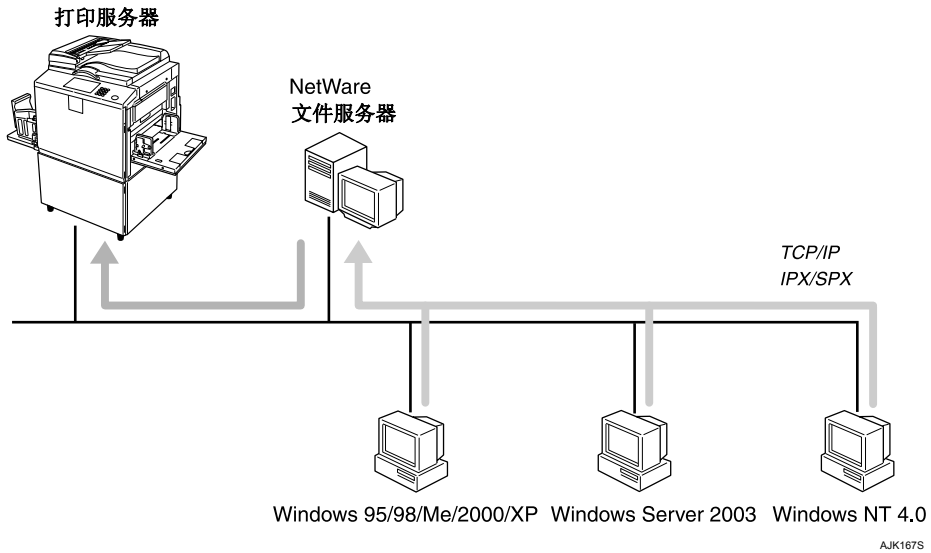 打印服务器
NetWare
文件服务器
TCP/IP
IPX/SPX
Windows 95/98/Me/2000/XP
Windows Server 2003
Windows NT 4.0
AJK167S